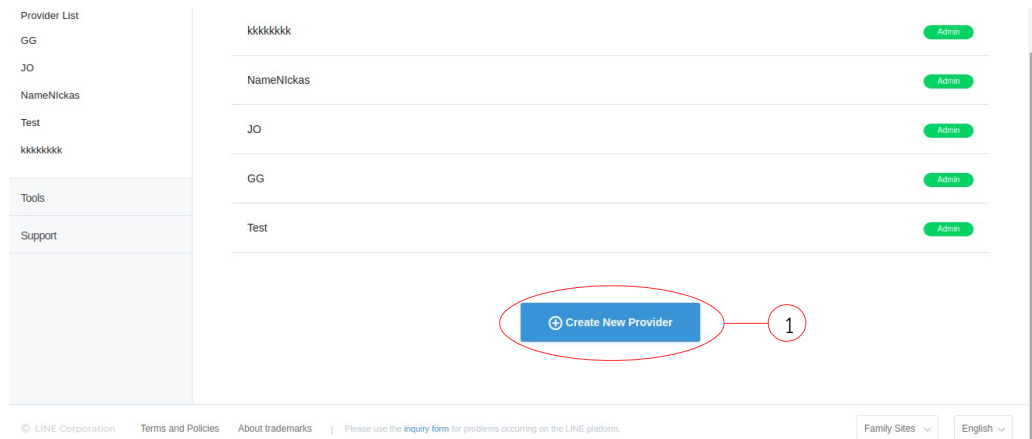 Provider List
GG
JO
NameNIckas
Test
kkkkkkkk
Tools
Support
kkkkkkkk Admin
NameNIckas Admin
JO Admin
GG Admin
Test Admin
Create New Provider
1
© LINE Corporation Terms and Policies About trademarks | Please use the inquiry form for problems occurring on the LINE platform. Family Sites English